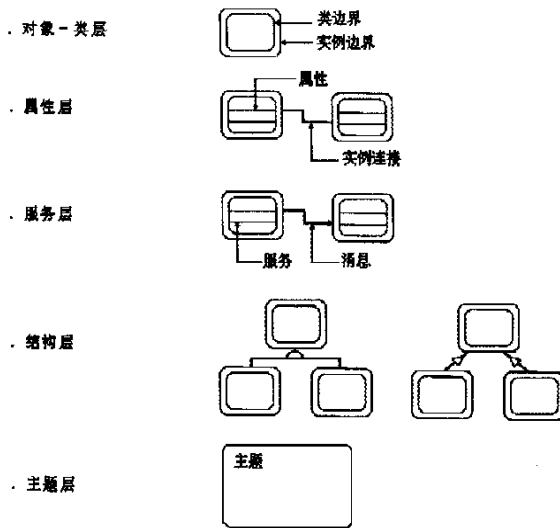 . 对象-类层
类边界
实例边界
. 属性层
属性
实例连接
. 服务层
服务
消息
. 结构层
. 主题层
主题